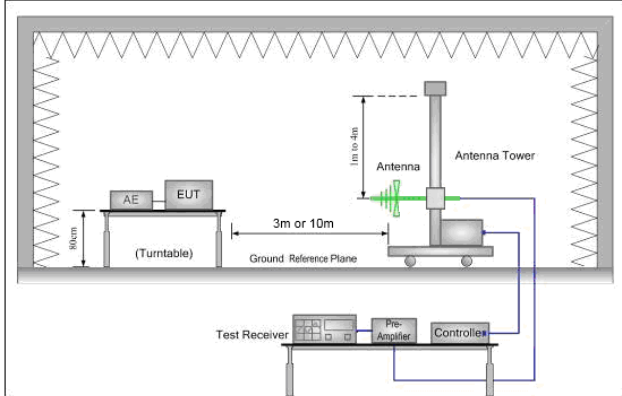 1m to 4m
Antenna
Antenna Tower
AE
EUT
80cm
3m or 10m
(Turntable)
Ground Reference Plane
Test Receiver
Pre-
Amplifier
Controlle